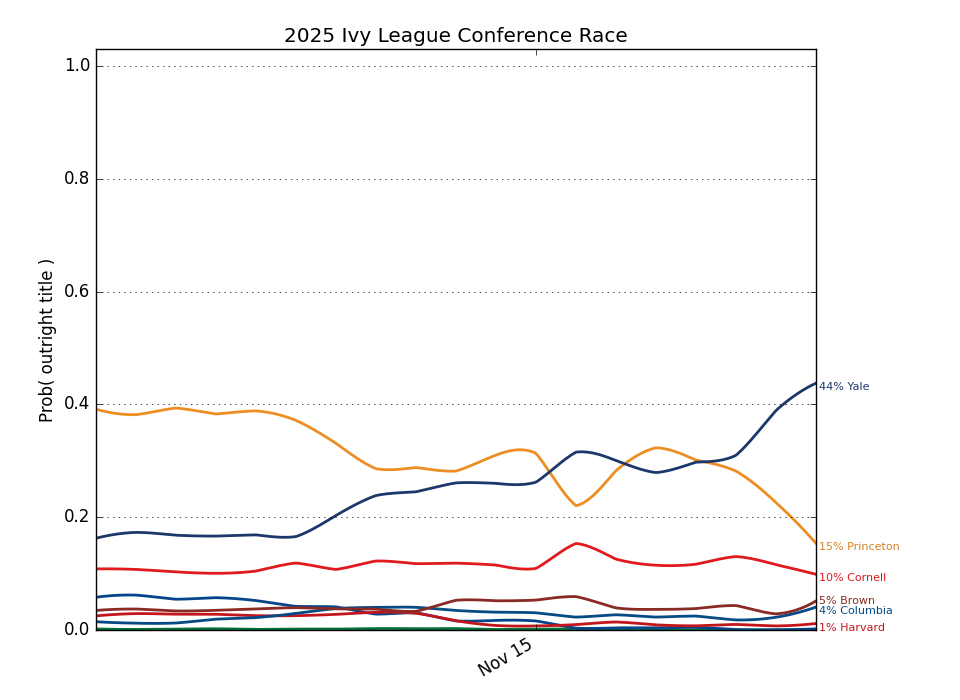 2025 Ivy League Conference Race
Prob( outright title )
1.0
0.8
0.6
0.4
0.2
0.0
Nov 15
44% Yale
15% Princeton
10% Cornell
5% Brown
4% Columbia
1% Harvard